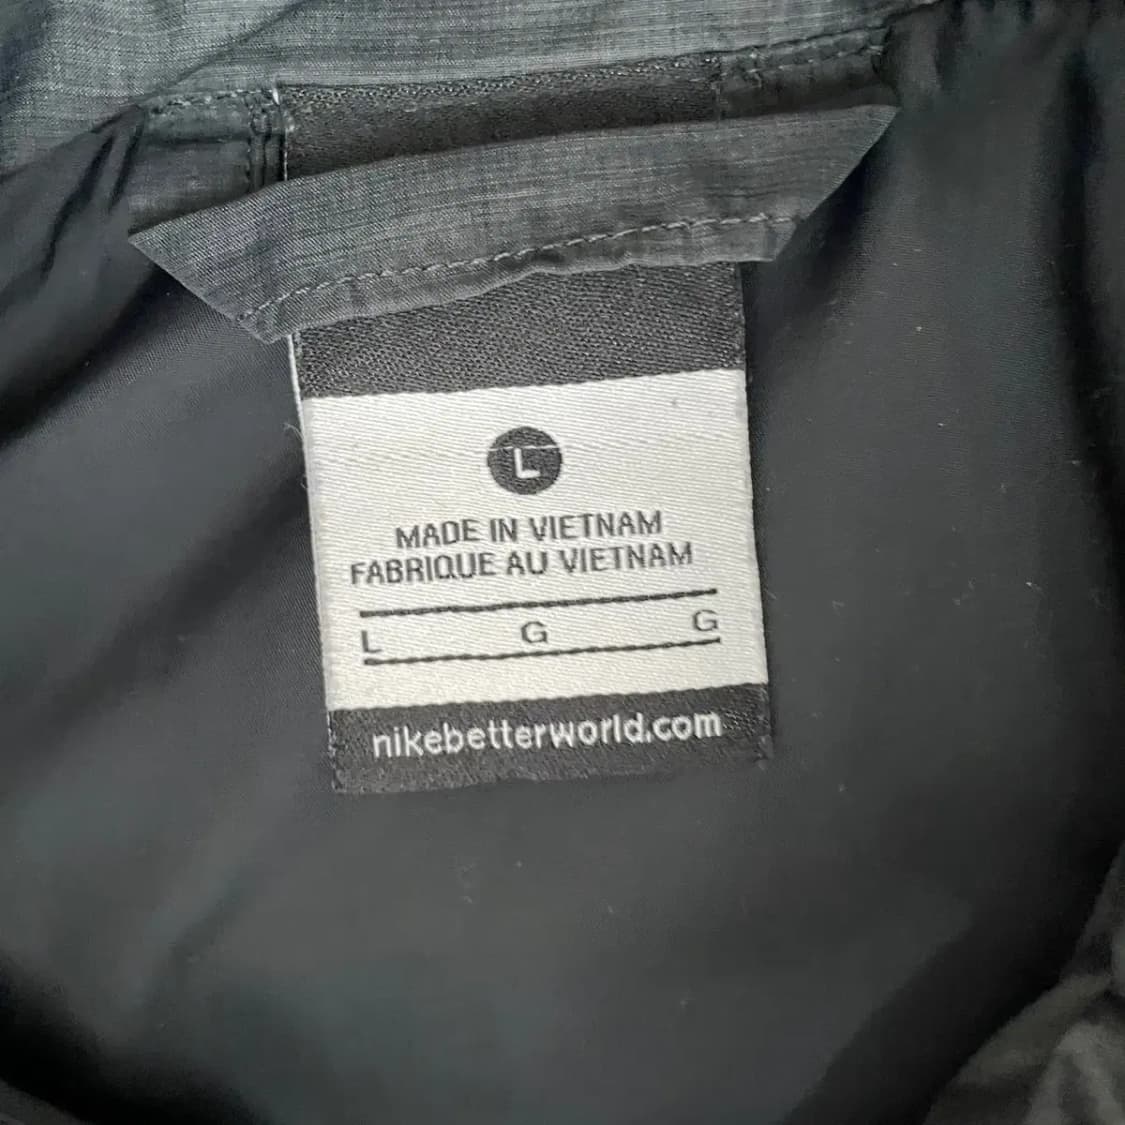 L
MADE IN VIETNAM
FABRIQUE AU VIETNAM
L G G
nikebetterworld.com